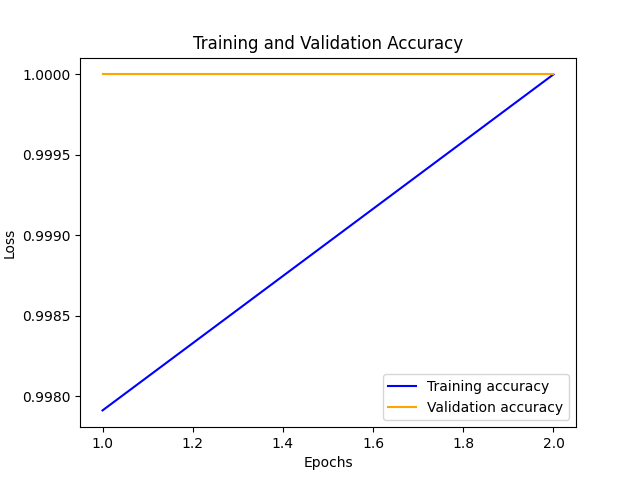 Training and Validation Accuracy
1.0000
0.9995
0.9990
0.9985
0.9980
Loss
1.0 1.2 1.4 1.6 1.8 2.0
Epochs
Training accuracy
Validation accuracy